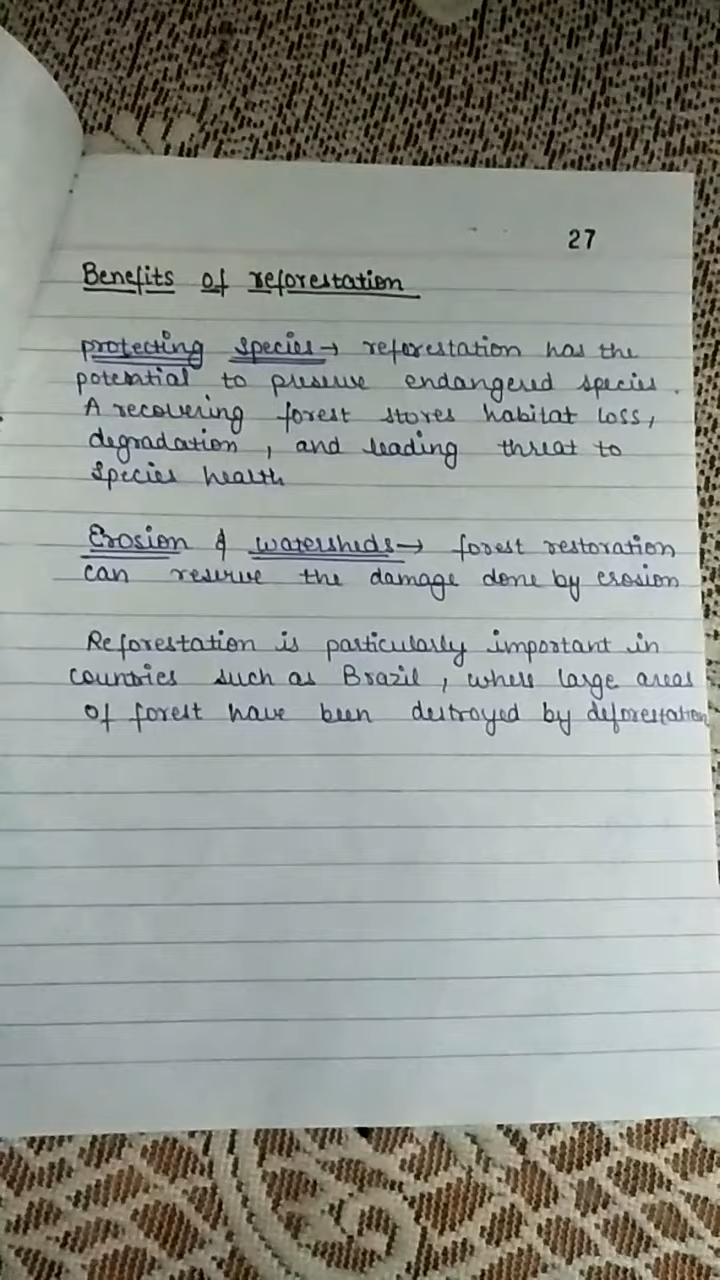 27
Benefits of reforestation
protecting species → reforestation has the
potential to preserve endangered species.
A recovering forest stores habitat loss,
degradation, and leading threat to
species health
Erosion & watersheds → forest restoration
can reserve the damage done by erosion
Reforestation is particularly important in
countries such as Brazil, where large areas
of forest have been destroyed by deforestation